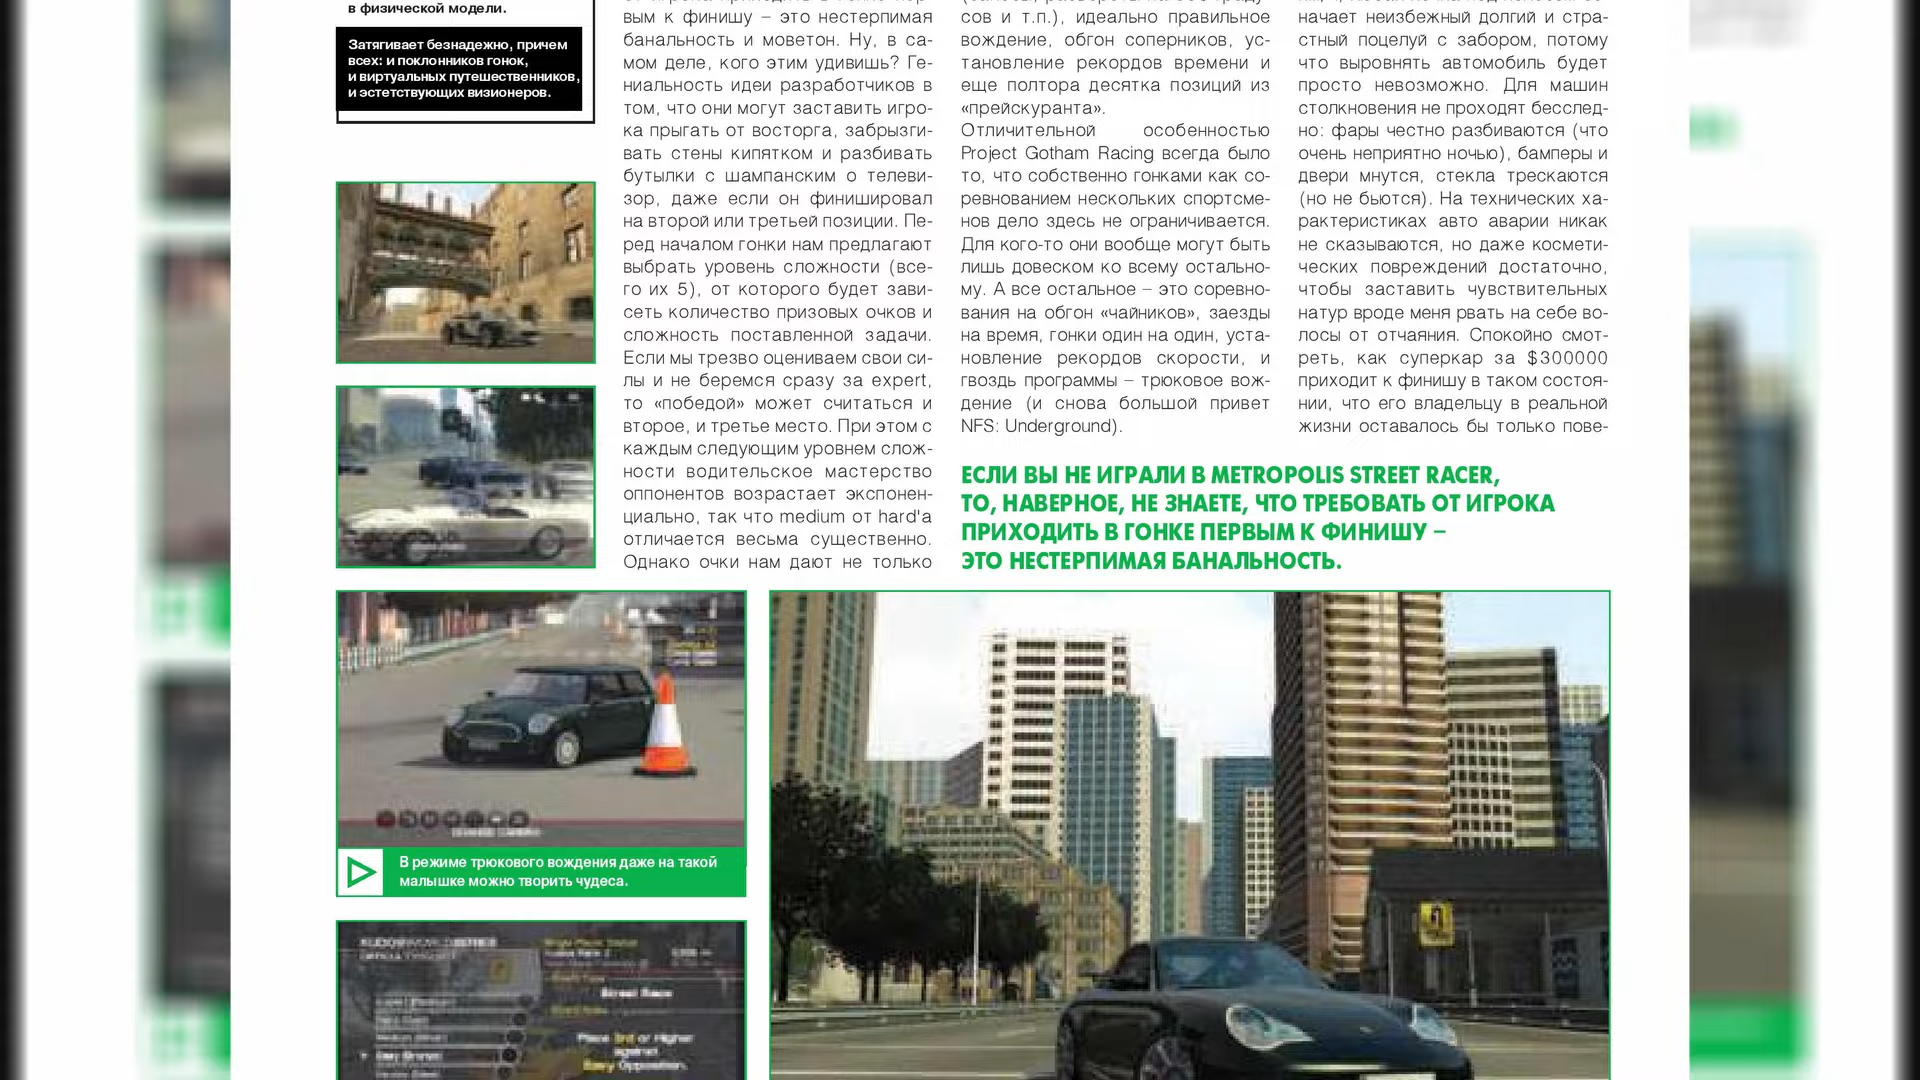 в физической модели.
Затягивает безнадежно, причем
всех: и поклонников гонок,
и виртуальных путешественников,
и эстетствующих визионеров.
вым к финишу – это нестерпимая
банальность и моветон. Ну, в са-
мом деле, кого этим удивишь? Ге-
ниальность идеи разработчиков в
том, что они могут заставить игро-
ка прыгать от восторга, забрызги-
вать стены кипятком и разбивать
бутылки с шампанским о телеви-
зор, даже если он финишировал
на второй или третьей позиции. Пе-
ред началом гонки нам предлагают
выбрать уровень сложности (все-
го их 5), от которого будет зави-
сеть количество призовых очков и
сложность поставленной задачи.
Если мы трезво оцениваем свои си-
лы и не беремся сразу за expert,
то «победой» может считаться и
второе, и третье место. При этом с
каждым следующим уровнем слож-
ности водительское мастерство
оппонентов возрастает экспонен-
циально, так что medium от hard'а
отличается весьма существенно.
Однако очки нам дают не только
сов и т.п.), идеально правильное
вождение, обгон соперников, ус-
тановление рекордов времени и
еще полтора десятка позиций из
«прейскуранта».
Отличительной особенностью
Project Gotham Racing всегда было
то, что собственно гонками как со-
ревнованием нескольких спортсме-
нов дело здесь не ограничивается.
Для кого-то они вообще могут быть
лишь довеском ко всему остально-
му. А все остальное – это соревно-
вания на обгон «чайников», заезды
на время, гонки один на один, уста-
новление рекордов скорости, и
гвоздь программы – трюковое вож-
дение (и снова большой привет
NFS: Underground).
начает неизбежный долгий и стра-
стный поцелуй с забором, потому
что выровнять автомобиль будет
просто невозможно. Для машин
столкновения не проходят бесслед-
но: фары честно разбиваются (что
очень неприятно ночью), бамперы и
двери мнутся, стекла трескаются
(но не бьются). На технических ха-
рактеристиках авто аварии никак
не сказываются, но даже космети-
ческих повреждений достаточно,
чтобы заставить чувствительных
натур вроде меня рвать на себе во-
лосы от отчаяния. Спокойно смот-
реть, как суперкар за $300000
приходит к финишу в таком состоя-
нии, что его владельцу в реальной
жизни оставалось бы только пове-
ЕСЛИ ВЫ НЕ ИГРАЛИ В METROPOLIS STREET RACER,
ТО, НАВЕРНОЕ, НЕ ЗНАЕТЕ, ЧТО ТРЕБОВАТЬ ОТ ИГРОКА
ПРИХОДИТЬ В ГОНКЕ ПЕРВЫМ К ФИНИШУ –
ЭТО НЕСТЕРПИМАЯ БАНАЛЬНОСТЬ.
В режиме трюкового вождения даже на такой
малышке можно творить чудеса.
Street Race
Place 3rd or Higher
against
Easy Opposition.